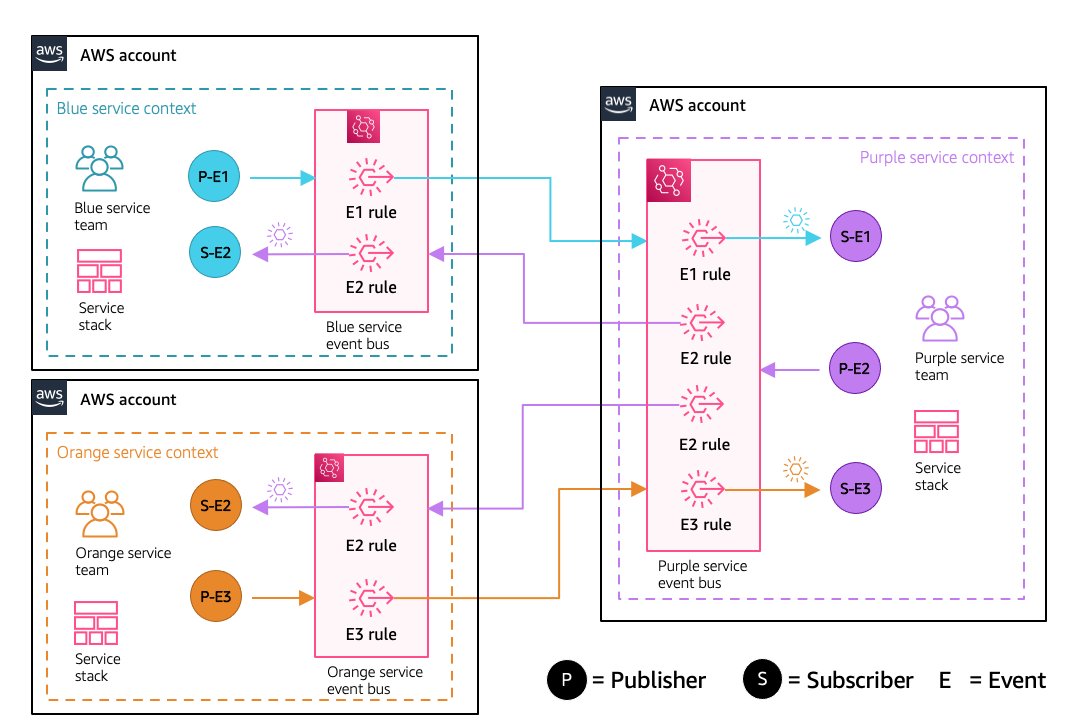 aws
AWS account
Blue service context
Blue service
team
Service
stack
P-E1
S-E2
E1 rule
E2 rule
Blue service
event bus
aws
AWS account
Orange service context
Orange service
team
Service
stack
S-E2
P-E3
E2 rule
E3 rule
Orange service
event bus
aws
AWS account
Purple service context
E1 rule
E2 rule
E2 rule
E3 rule
Purple service
event bus
S-E1
P-E2
S-E3
Purple service
team
Service
stack
P = Publisher S = Subscriber E = Event